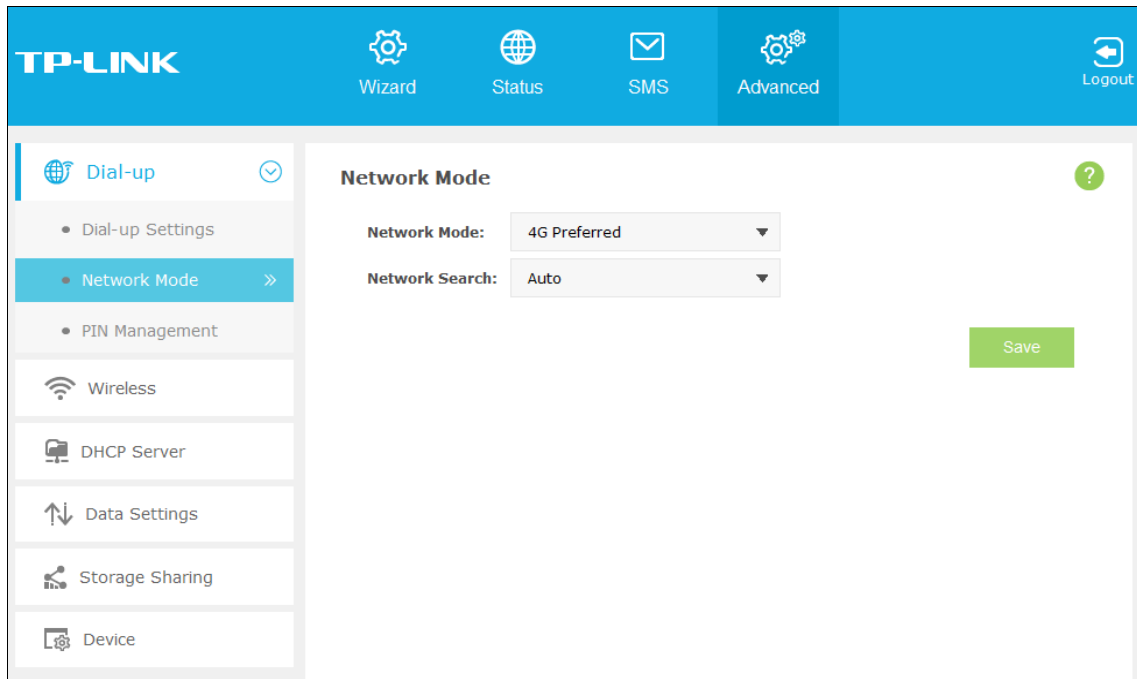 TP-LINK
Wizard
Status
SMS
Advanced
Logout
Dial-up
Dial-up Settings
Network Mode
PIN Management
Wireless
DHCP Server
Data Settings
Storage Sharing
Device
Network Mode
?
Network Mode: 4G Preferred
Network Search: Auto
Save